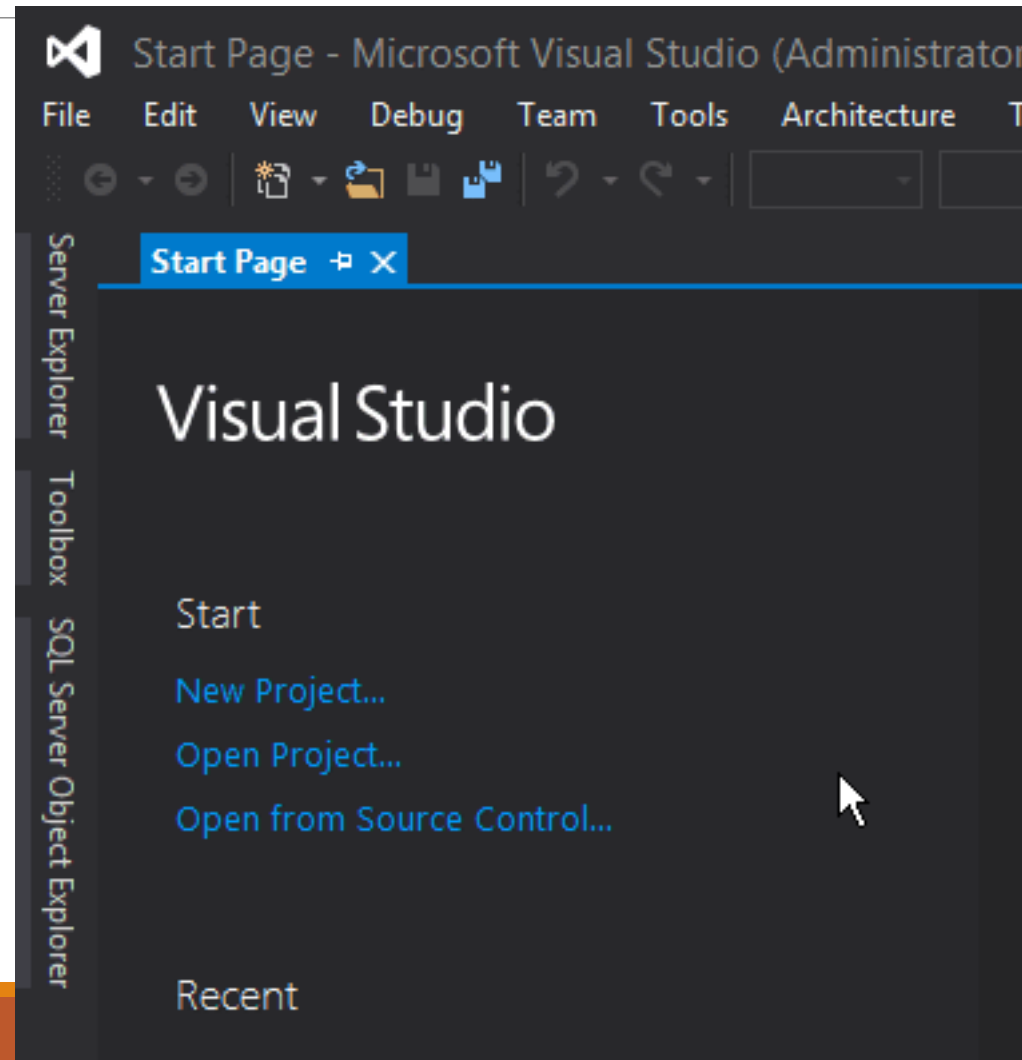 Start Page - Microsoft Visual Studio (Administrator
File Edit View Debug Team Tools Architecture T
Start Page
Server Explorer
Toolbox
SQL Server Object Explorer
Visual Studio
Start
New Project...
Open Project...
Open from Source Control...
Recent